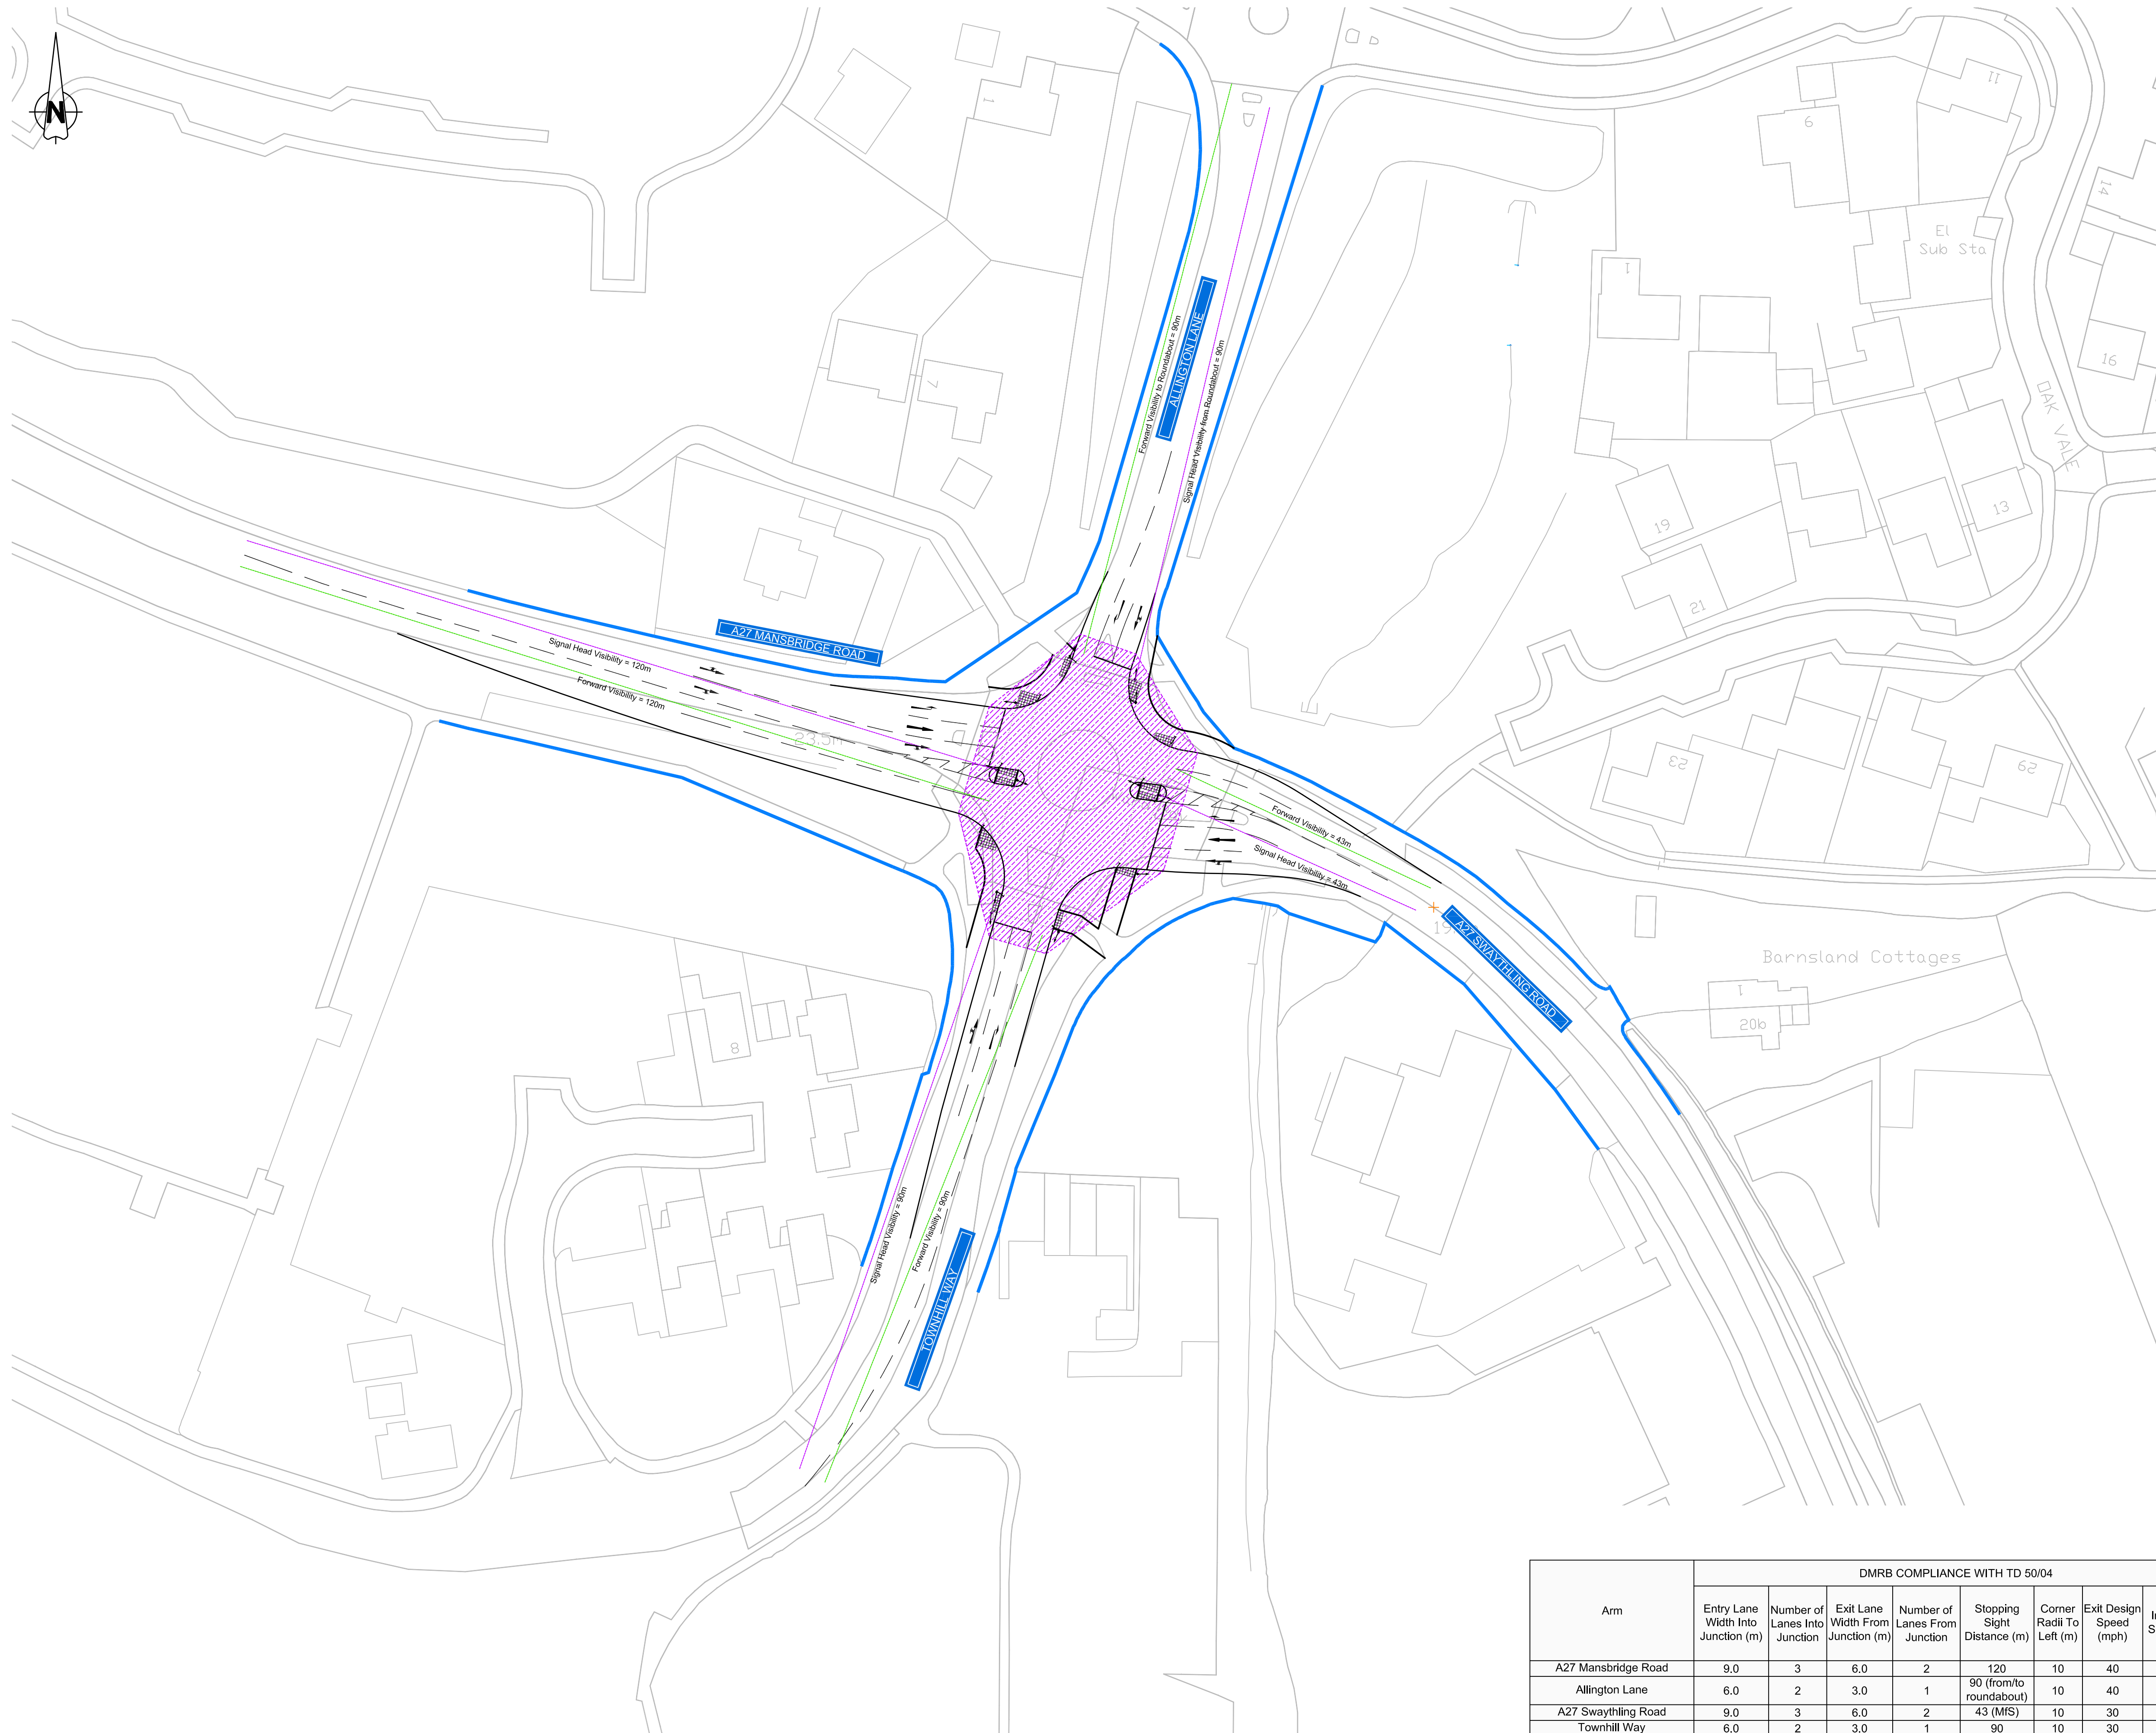 N
1
11
6
14
El
Sub Sta
1
16
OAK VALE
7
ALLINGTON LANE
Forward Visibility to Roundabout = 90m
Signal Head Visibility from Roundabout = 90m
19
13
21
A27 MANSBRIDGE ROAD
Signal Head Visibility = 120m
Forward Visibility = 120m
23.5m
23
29
Forward Visibility = 43m
Signal Head Visibility = 43m
A27 SWAYTHLING ROAD
Barnsland Cottages
1
20b
8
Signal Head Visibility = 90m
Forward Visibility = 90m
TOWNHILL WAY
DMRB COMPLIANCE WITH TD 50/04
Arm
Entry Lane Width Into Junction (m)
Number of Lanes Into Junction
Exit Lane Width From Junction (m)
Number of Lanes From Junction
Stopping Sight Distance (m)
Corner Radii To Left (m)
Exit Design Speed (mph)
A27 Mansbridge Road 9.0 3 6.0 2 120 10 40
Allington Lane 6.0 2 3.0 1 90 (from/to roundabout) 10 40
A27 Swaythling Road 9.0 3 6.0 2 43 (MfS) 10 30
Townhill Way 6.0 2 3.0 1 90 10 30